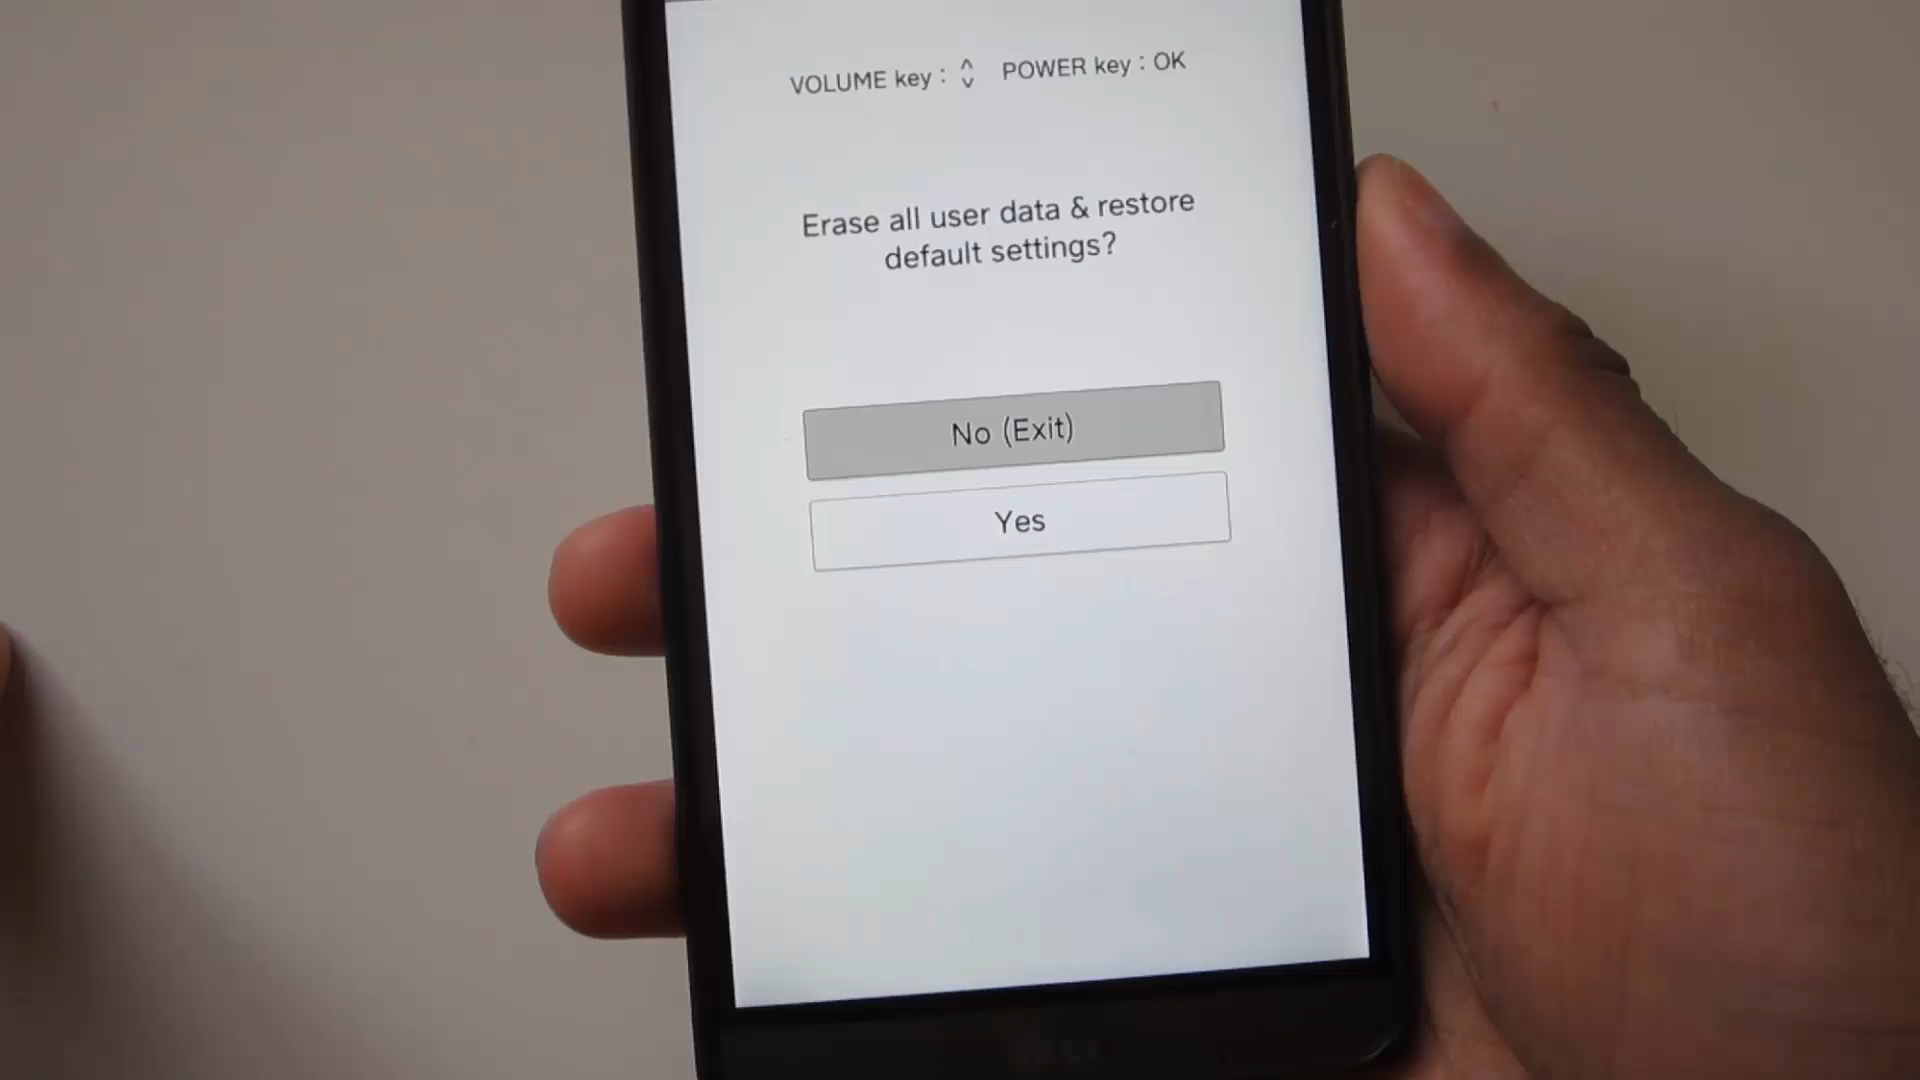 VOLUME key : POWER key : OK
Erase all user data & restore
default settings?
No (Exit)
Yes